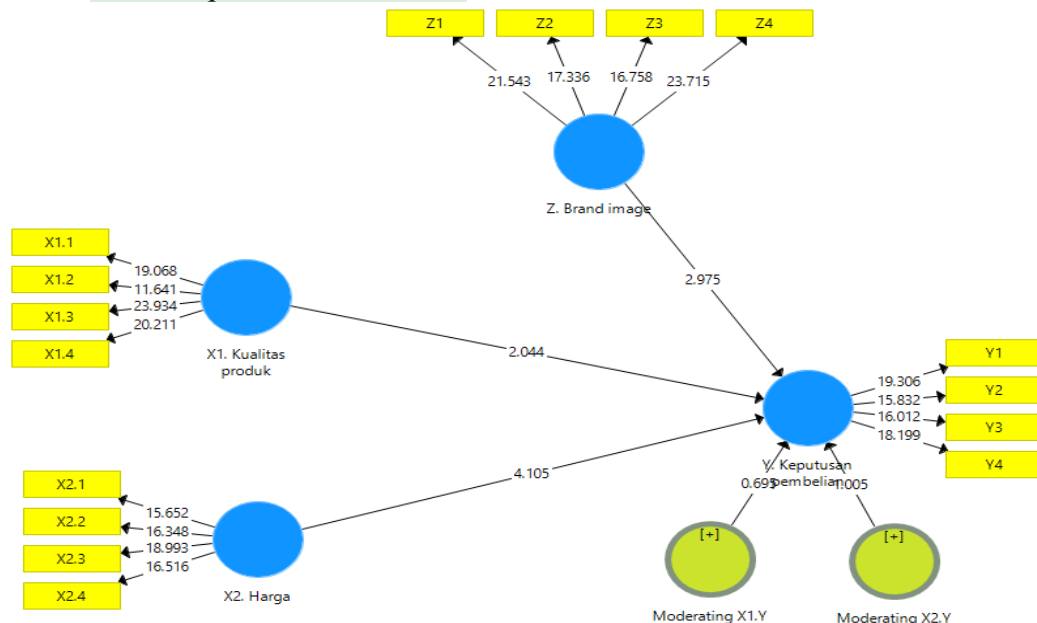 Z1
Z2
Z3
Z4
21.543
17.336
16.758
23.715
Z. Brand image
X1.1
X1.2
X1.3
X1.4
19.068
11.641
23.934
20.211
X1. Kualitas
produk
2.975
2.044
4.105
X2.1
X2.2
X2.3
X2.4
15.652
16.348
18.993
16.516
X2. Harga
Y1
Y2
Y3
Y4
19.306
15.832
16.012
18.199
Y. Keputusan
pembelian
0.695
1.005
[+]
[+]
Moderating X1.Y
Moderating X2.Y